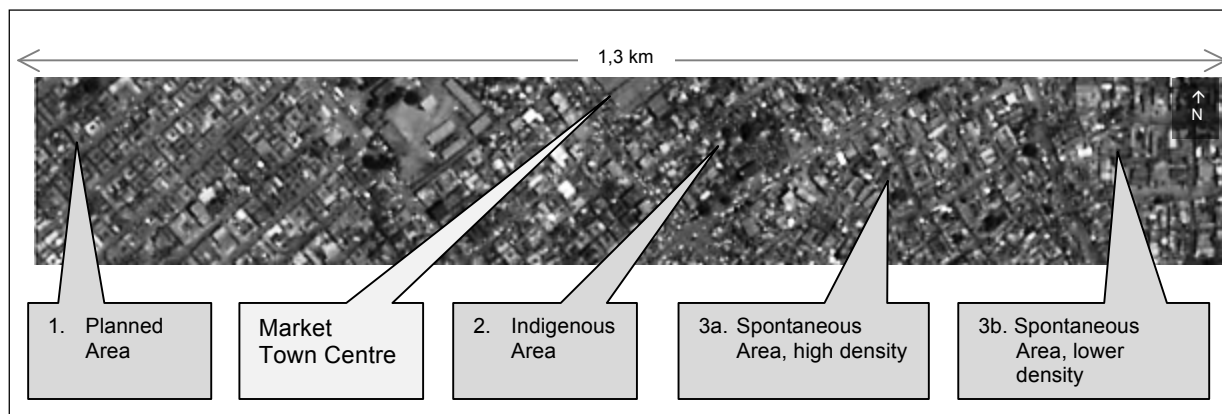 1,3 km
N
1. Planned
Area
Market
Town Centre
2. Indigenous
Area
3a. Spontaneous
Area, high density
3b. Spontaneous
Area, lower
density